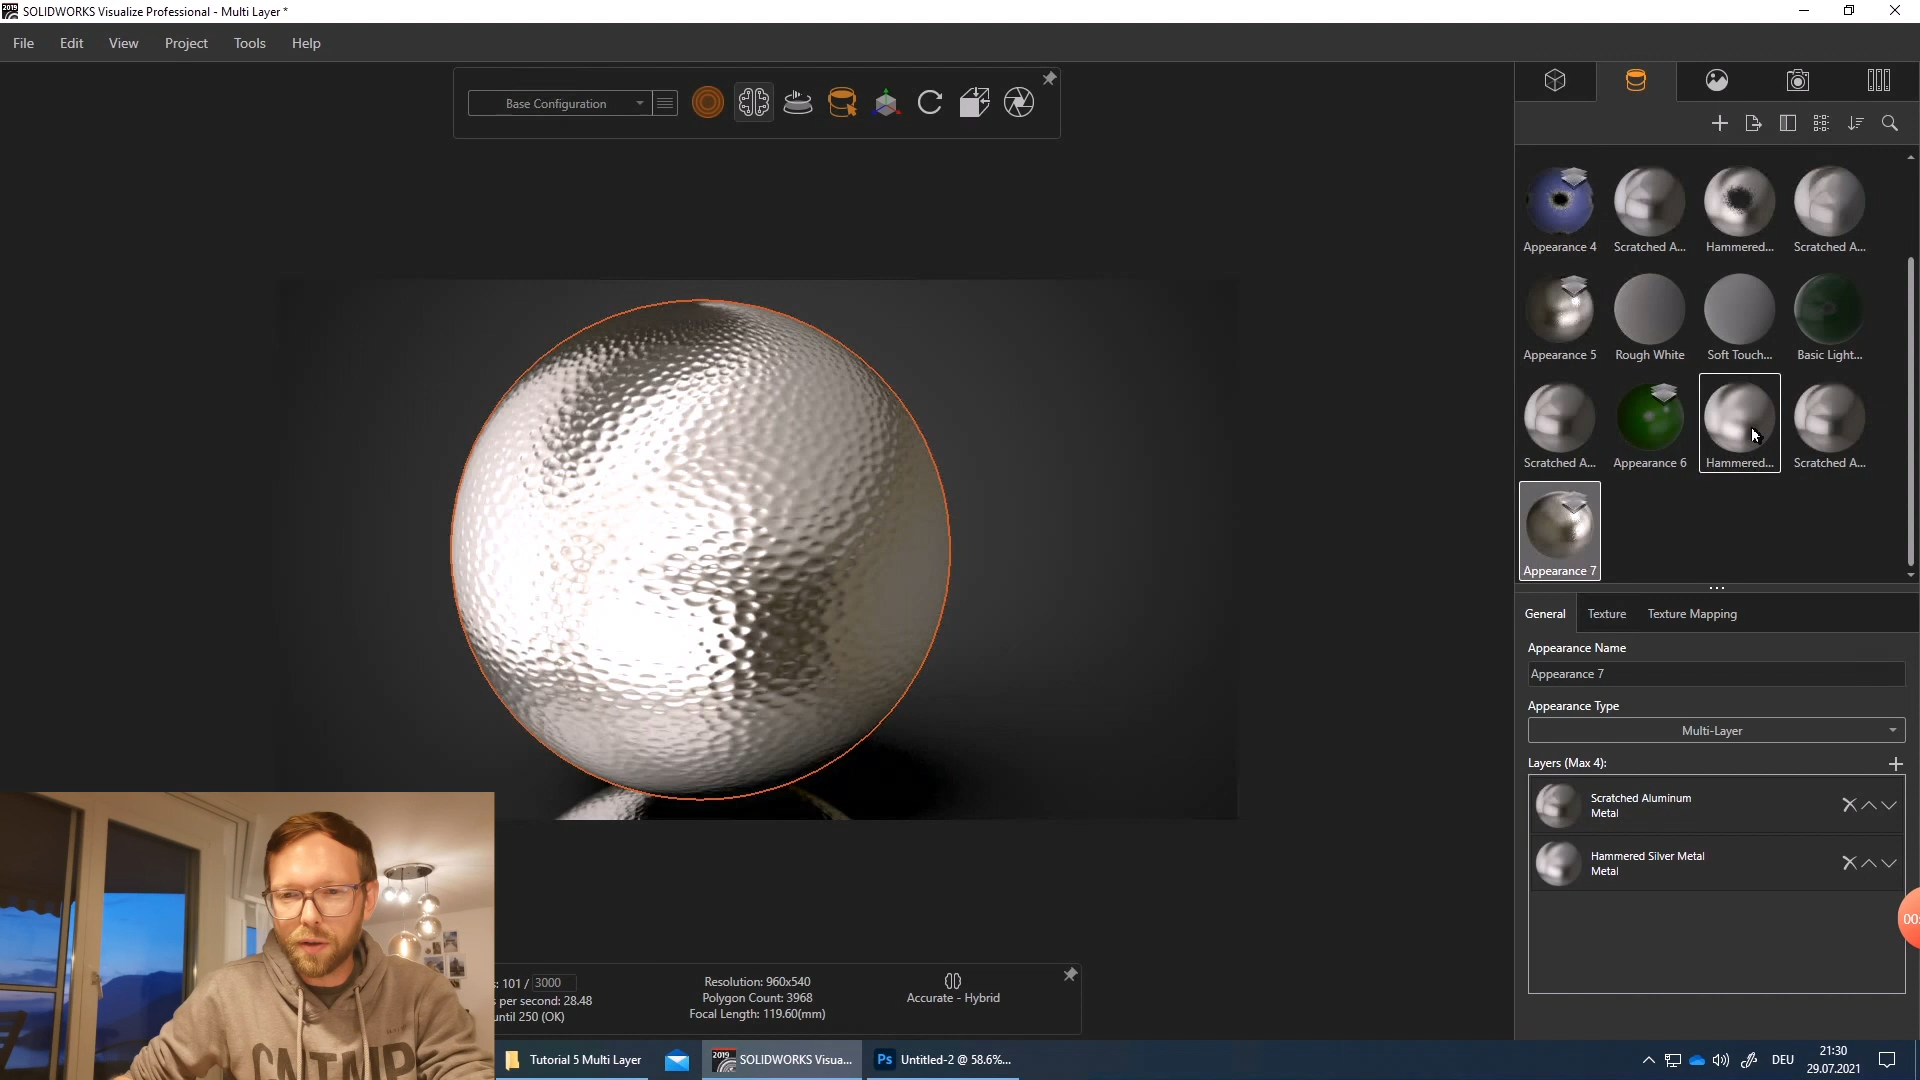 2019 SOLIDWORKS Visualize Professional - Multi Layer *
File Edit View Project Tools Help
Base Configuration
Appearance 4 Scratched A... Hammered... Scratched A...
Appearance 5 Rough White Soft Touch... Basic Light...
Scratched A... Appearance 6 Hammered... Scratched A...
Appearance 7
General Texture Texture Mapping
Appearance Name
Appearance 7
Appearance Type
Multi-Layer
Layers (Max 4):
Scratched Aluminum
Metal
Hammered Silver Metal
Metal
00:
: 101 / 3000
per second: 28.48
until 250 (OK)
Resolution: 960x540
Polygon Count: 3968
Focal Length: 119.60(mm)
Accurate - Hybrid
Tutorial 5 Multi Layer
2019 SOLIDWORKS Visua...
Ps Untitled-2 @ 58.6%...
DEU
21:30
29.07.2021